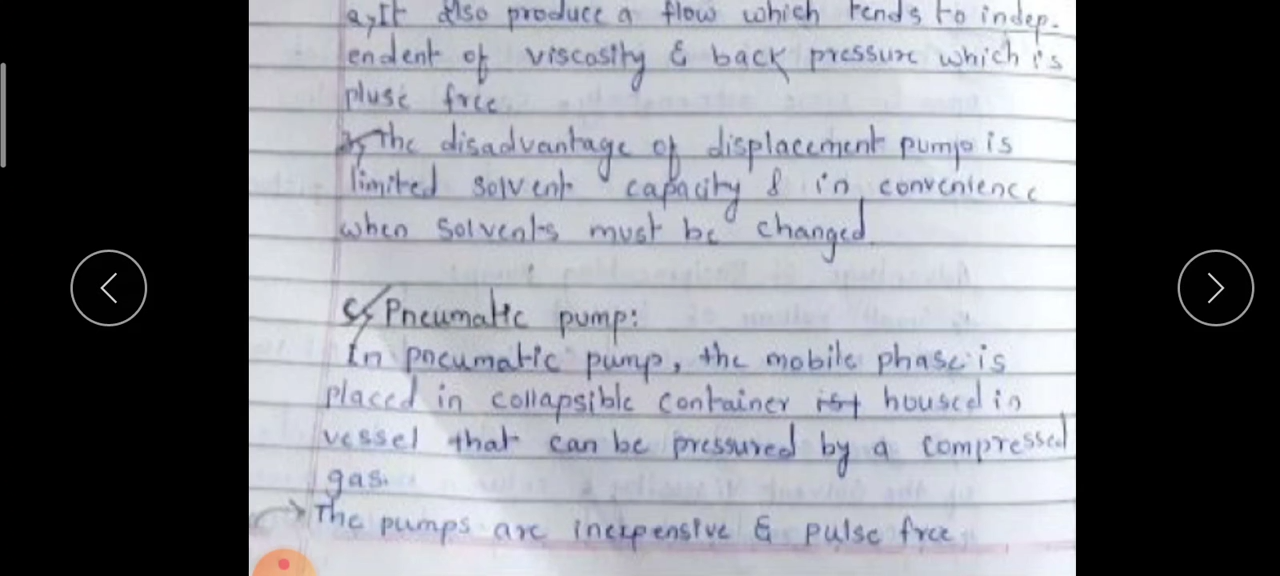 a, It also produce a flow which tends to indep-
endent of viscosity & back pressure which is
pluse free.
The disadvantage of displacement pump is
limited solvent capacity & in convenience
when solvents must be changed.
C, Pneumatic pump:
In pneumatic pump, the mobile phase is
placed in collapsible container housed in
vessel that can be pressured by a compressed
gas.
→ The pumps are inexpensive & pulse free,